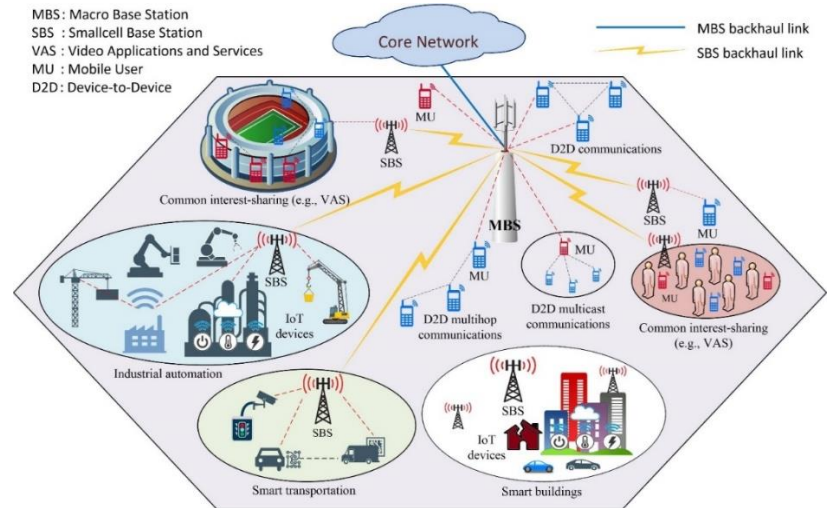 MBS : Macro Base Station
SBS : Smallcell Base Station
VAS : Video Applications and Services
MU : Mobile User
D2D : Device-to-Device
Core Network
MBS backhaul link
SBS backhaul link
MU
SBS
D2D communications
Common interest-sharing (e.g., VAS)
MBS
SBS
MU
SBS
IoT
devices
Industrial automation
MU
D2D multihop
communications
MU
D2D multicast
communications
MU
Common interest-sharing
(e.g., VAS)
SBS
Smart transportation
SBS
IoT
devices
Smart buildings